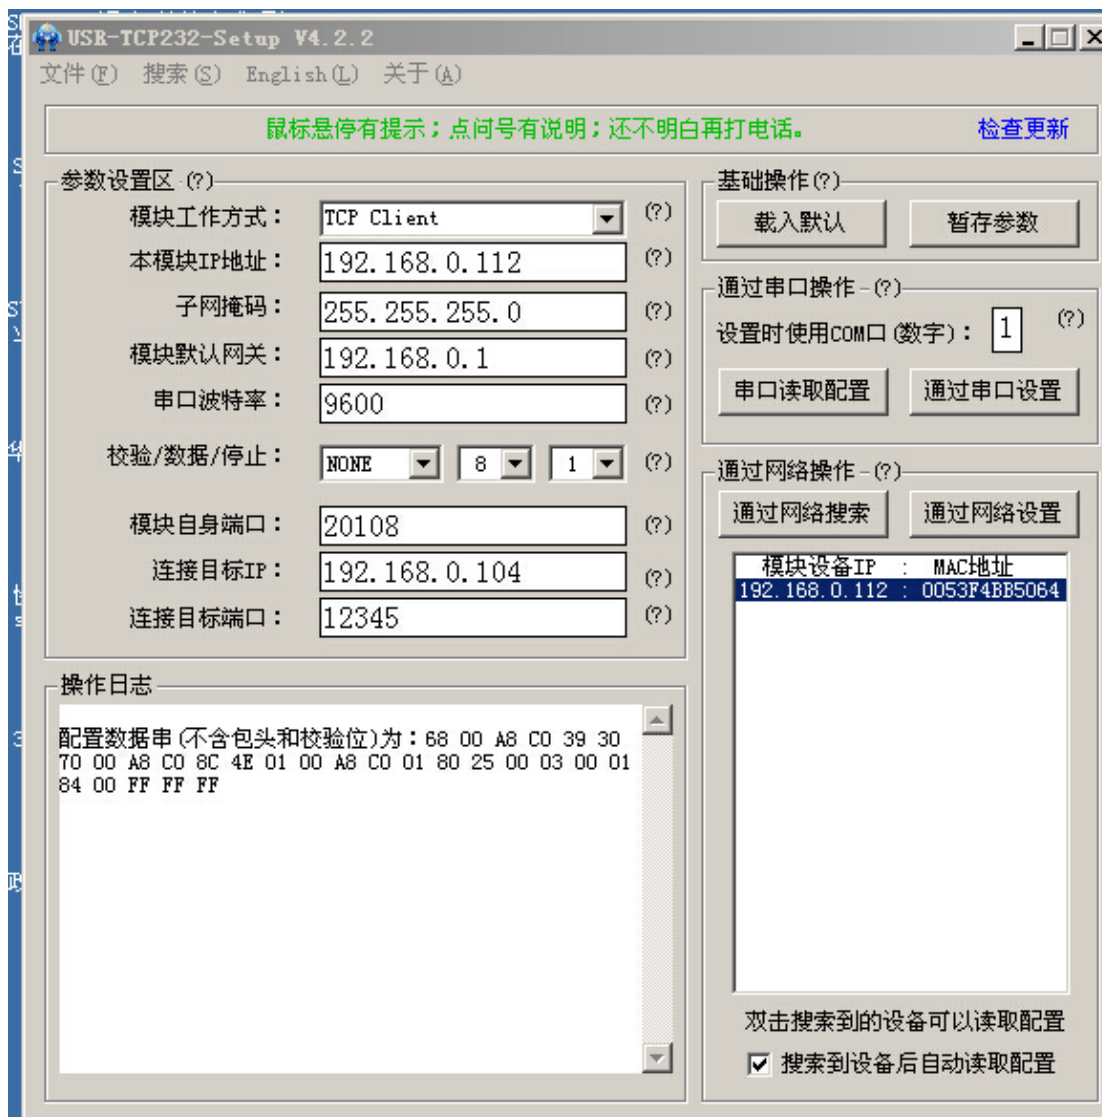 USR-TCP232-Setup V4.2.2
文件(F) 搜索(S) English(L) 关于(A)
鼠标悬停有提示；点问号有说明；还不明白再打电话。 检查更新
参数设置区 (?)
模块工作方式： TCP Client (?)
本模块IP地址： 192.168.0.112 (?)
子网掩码： 255.255.255.0 (?)
模块默认网关： 192.168.0.1 (?)
串口波特率： 9600 (?)
校验/数据/停止： NONE 8 1 (?)
模块自身端口： 20108 (?)
连接目标IP： 192.168.0.104 (?)
连接目标端口： 12345 (?)
操作日志
配置数据串(不含包头和校验位)为：68 00 A8 C0 39 30
70 00 A8 C0 8C 4E 01 00 A8 C0 01 80 25 00 03 00 01
84 00 FF FF FF
基础操作(?)
载入默认 暂存参数
通过串口操作-(?)
设置时使用COM口(数字)： 1 (?)
串口读取配置 通过串口设置
通过网络操作-(?)
通过网络搜索 通过网络设置
模块设备IP : MAC地址
192.168.0.112 : 0053F4BB5064
双击搜索到的设备可以读取配置
搜索到设备后自动读取配置